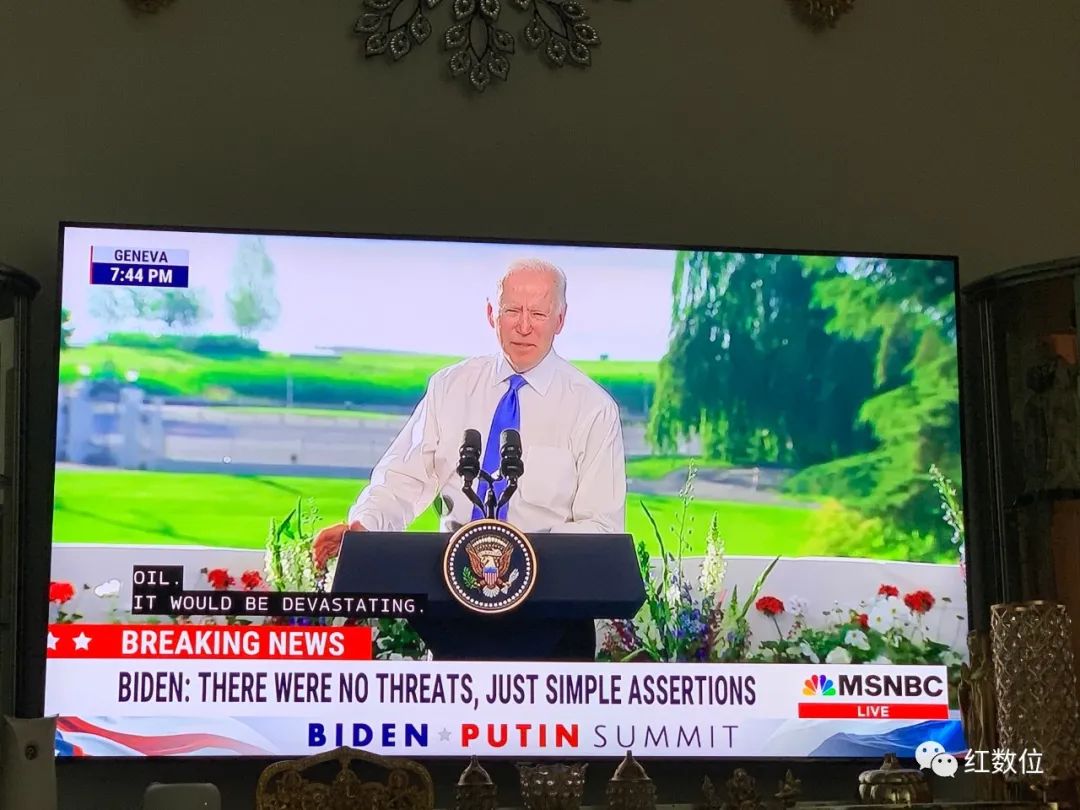 GENEVA
7:44 PM
OIL.
IT WOULD BE DEVASTATING.
BREAKING NEWS
BIDEN: THERE WERE NO THREATS, JUST SIMPLE ASSERTIONS
MSNBC
LIVE
BIDEN PUTIN SUMMIT
红数位